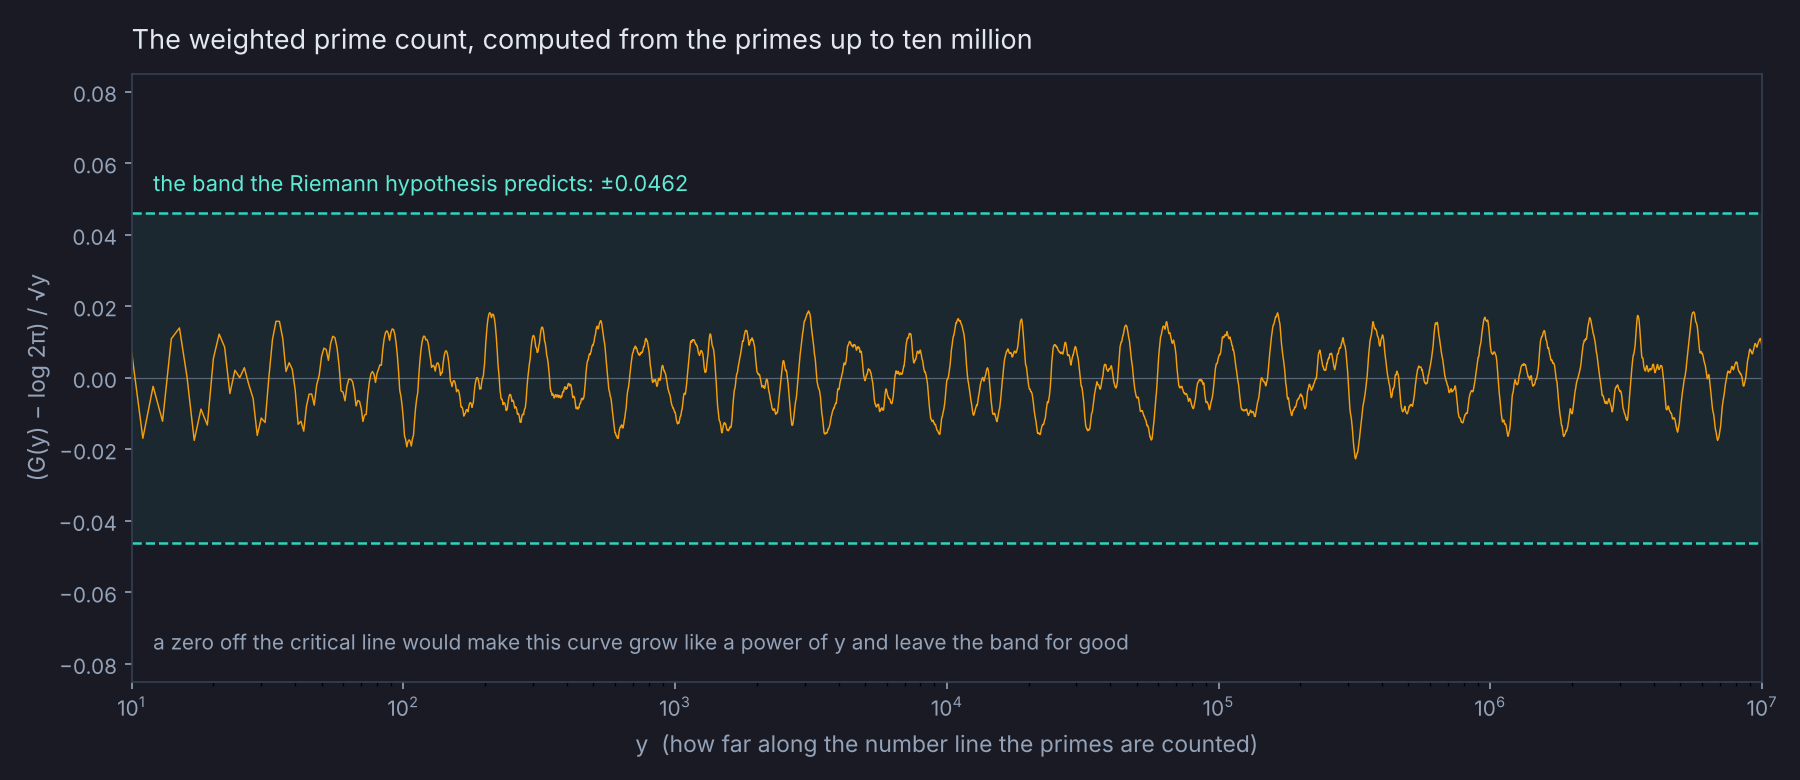 The weighted prime count, computed from the primes up to ten million
0.08
0.06
0.04
0.02
0.00
−0.02
−0.04
−0.06
−0.08
(G(y) − log 2π) / √y
the band the Riemann hypothesis predicts: ±0.0462
a zero off the critical line would make this curve grow like a power of y and leave the band for good
10¹ 10² 10³ 10⁴ 10⁵ 10⁶ 10⁷
y (how far along the number line the primes are counted)